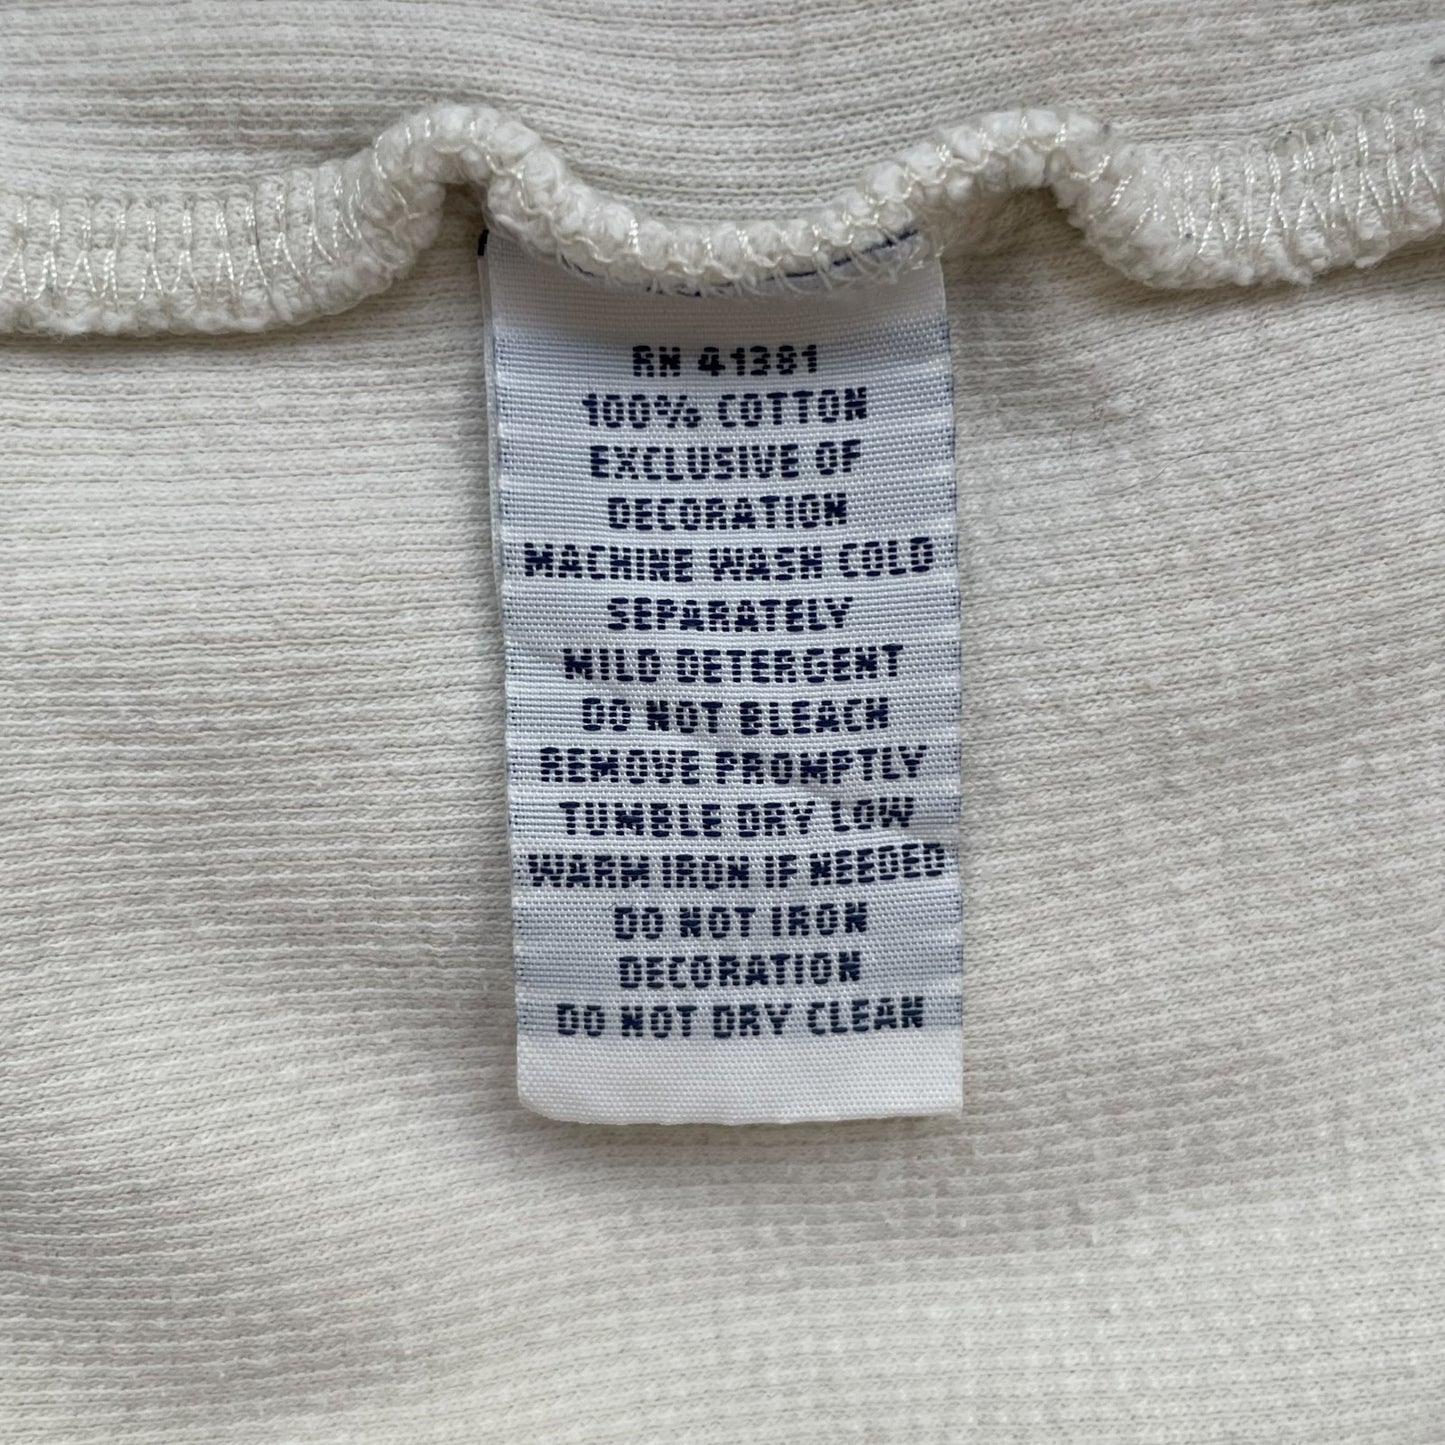 RN 41381
100% COTTON
EXCLUSIVE OF
DECORATION
MACHINE WASH COLD
SEPARATELY
MILD DETERGENT
DO NOT BLEACH
REMOVE PROMPTLY
TUMBLE DRY LOW
WARM IRON IF NEEDED
DO NOT IRON
DECORATION
DO NOT DRY CLEAN